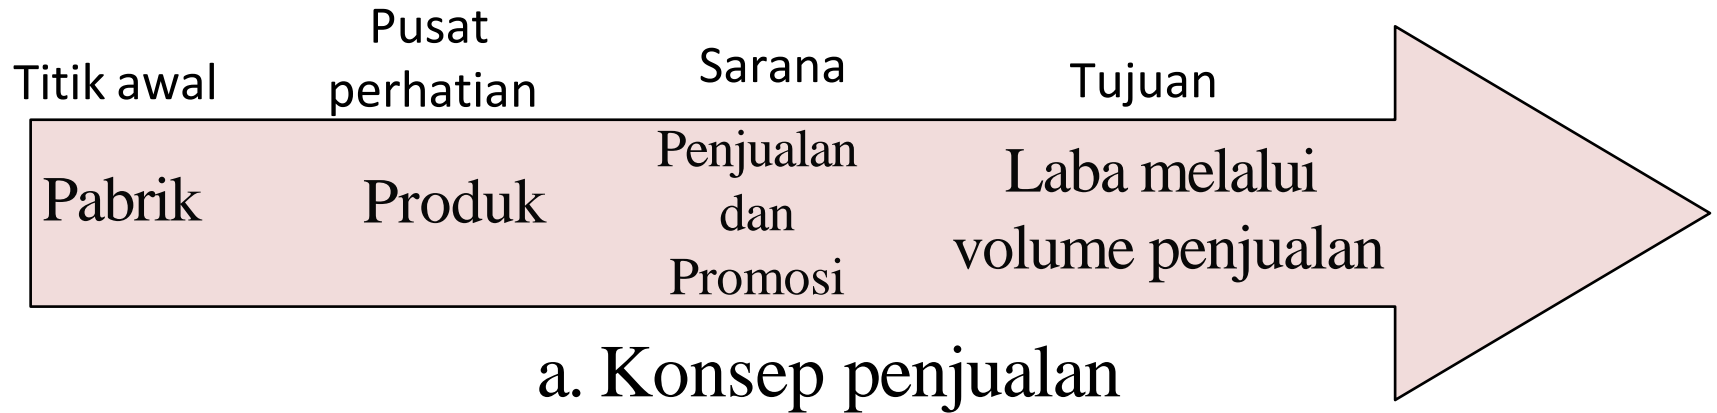 Titik awal
Pusat
perhatian
Sarana
Tujuan
Pabrik
Produk
Penjualan
dan
Promosi
Laba melalui
volume penjualan
a. Konsep penjualan